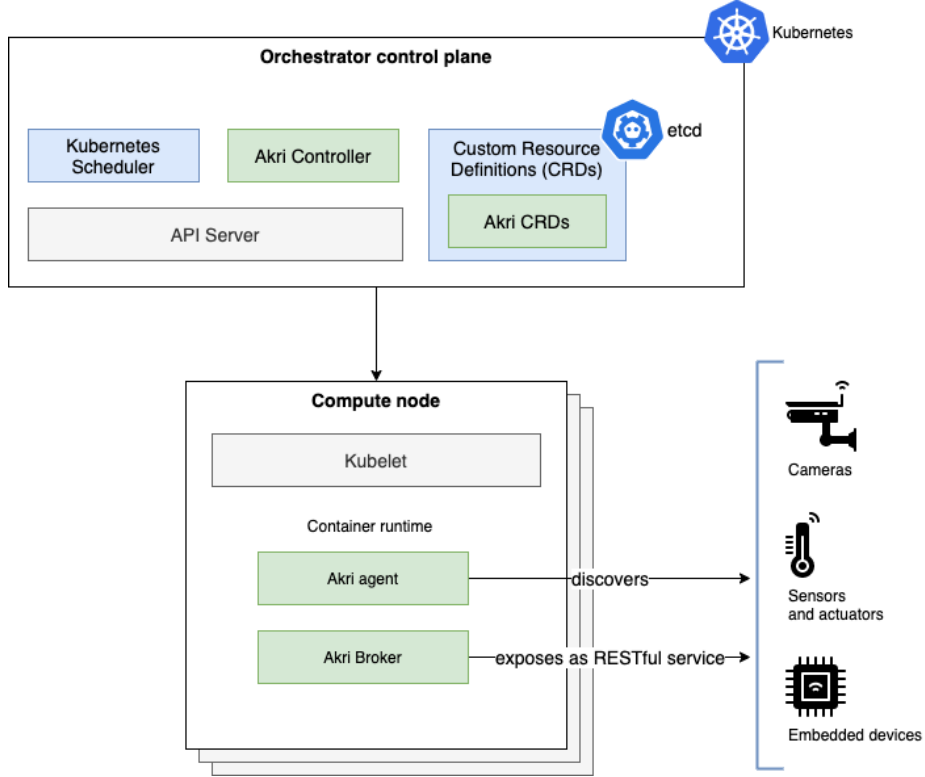 Kubernetes
Orchestrator control plane
etcd
Kubernetes
Scheduler
Akri Controller
Custom Resource
Definitions (CRDs)
Akri CRDs
API Server
Compute node
Kubelet
Container runtime
Akri agent
discovers
Akri Broker
exposes as RESTful service
Cameras
Sensors
and actuators
Embedded devices